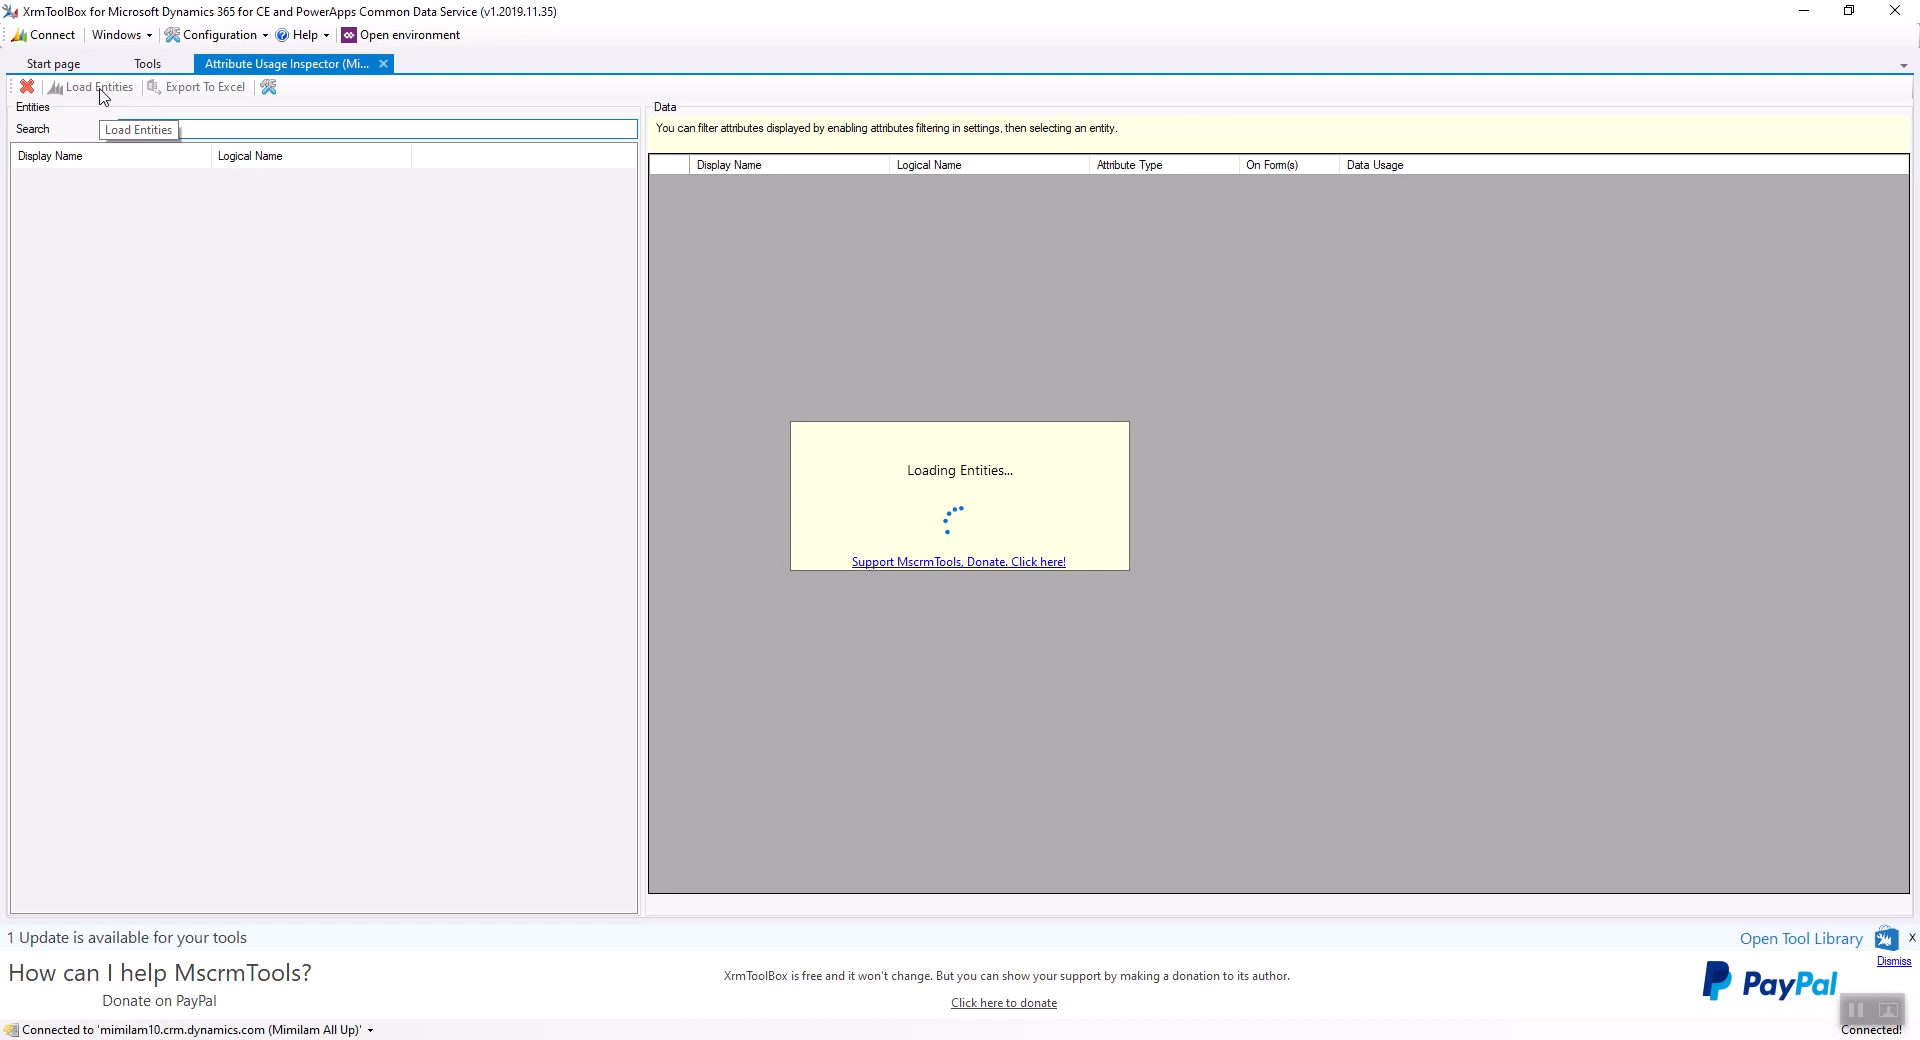 XrmToolBox for Microsoft Dynamics 365 for CE and PowerApps Common Data Service (v1.2019.11.35)
Connect Windows Configuration Help Open environment
Start page Tools Attribute Usage Inspector (Mi...
Load Entities Export To Excel
Entities
Search
Load Entities
Display Name Logical Name
Data
You can filter attributes displayed by enabling attributes filtering in settings, then selecting an entity.
Display Name Logical Name Attribute Type On Form(s) Data Usage
Loading Entities...
Support MscrmTools, Donate. Click here!
1 Update is available for your tools
Open Tool Library X
Dismiss
How can I help MscrmTools?
Donate on PayPal
XrmToolBox is free and it won't change. But you can show your support by making a donation to its author.
Click here to donate
PayPal
Connected to 'mimilam10.crm.dynamics.com (Mimilam All Up)'
Connected!